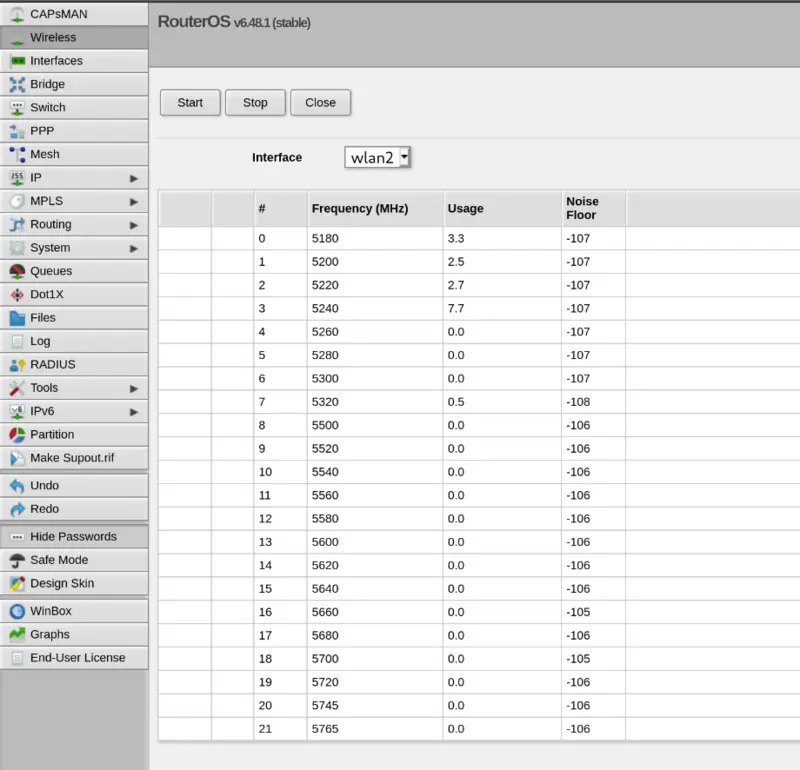 RouterOS v6.48.1 (stable)
CAPsMAN
Wireless
Interfaces
Bridge
Switch
PPP
Mesh
IP
MPLS
Routing
System
Queues
Dot1X
Files
Log
RADIUS
Tools
IPv6
Partition
Make Supout.rif
Undo
Redo
Hide Passwords
Safe Mode
Design Skin
WinBox
Graphs
End-User License
Start Stop Close
Interface wlan2
# Frequency (MHz) Usage Noise Floor
0 5180 3.3 -107
1 5200 2.5 -107
2 5220 2.7 -107
3 5240 7.7 -107
4 5260 0.0 -107
5 5280 0.0 -107
6 5300 0.0 -107
7 5320 0.5 -108
8 5500 0.0 -106
9 5520 0.0 -106
10 5540 0.0 -106
11 5560 0.0 -106
12 5580 0.0 -106
13 5600 0.0 -106
14 5620 0.0 -106
15 5640 0.0 -106
16 5660 0.0 -105
17 5680 0.0 -106
18 5700 0.0 -105
19 5720 0.0 -106
20 5745 0.0 -106
21 5765 0.0 -106